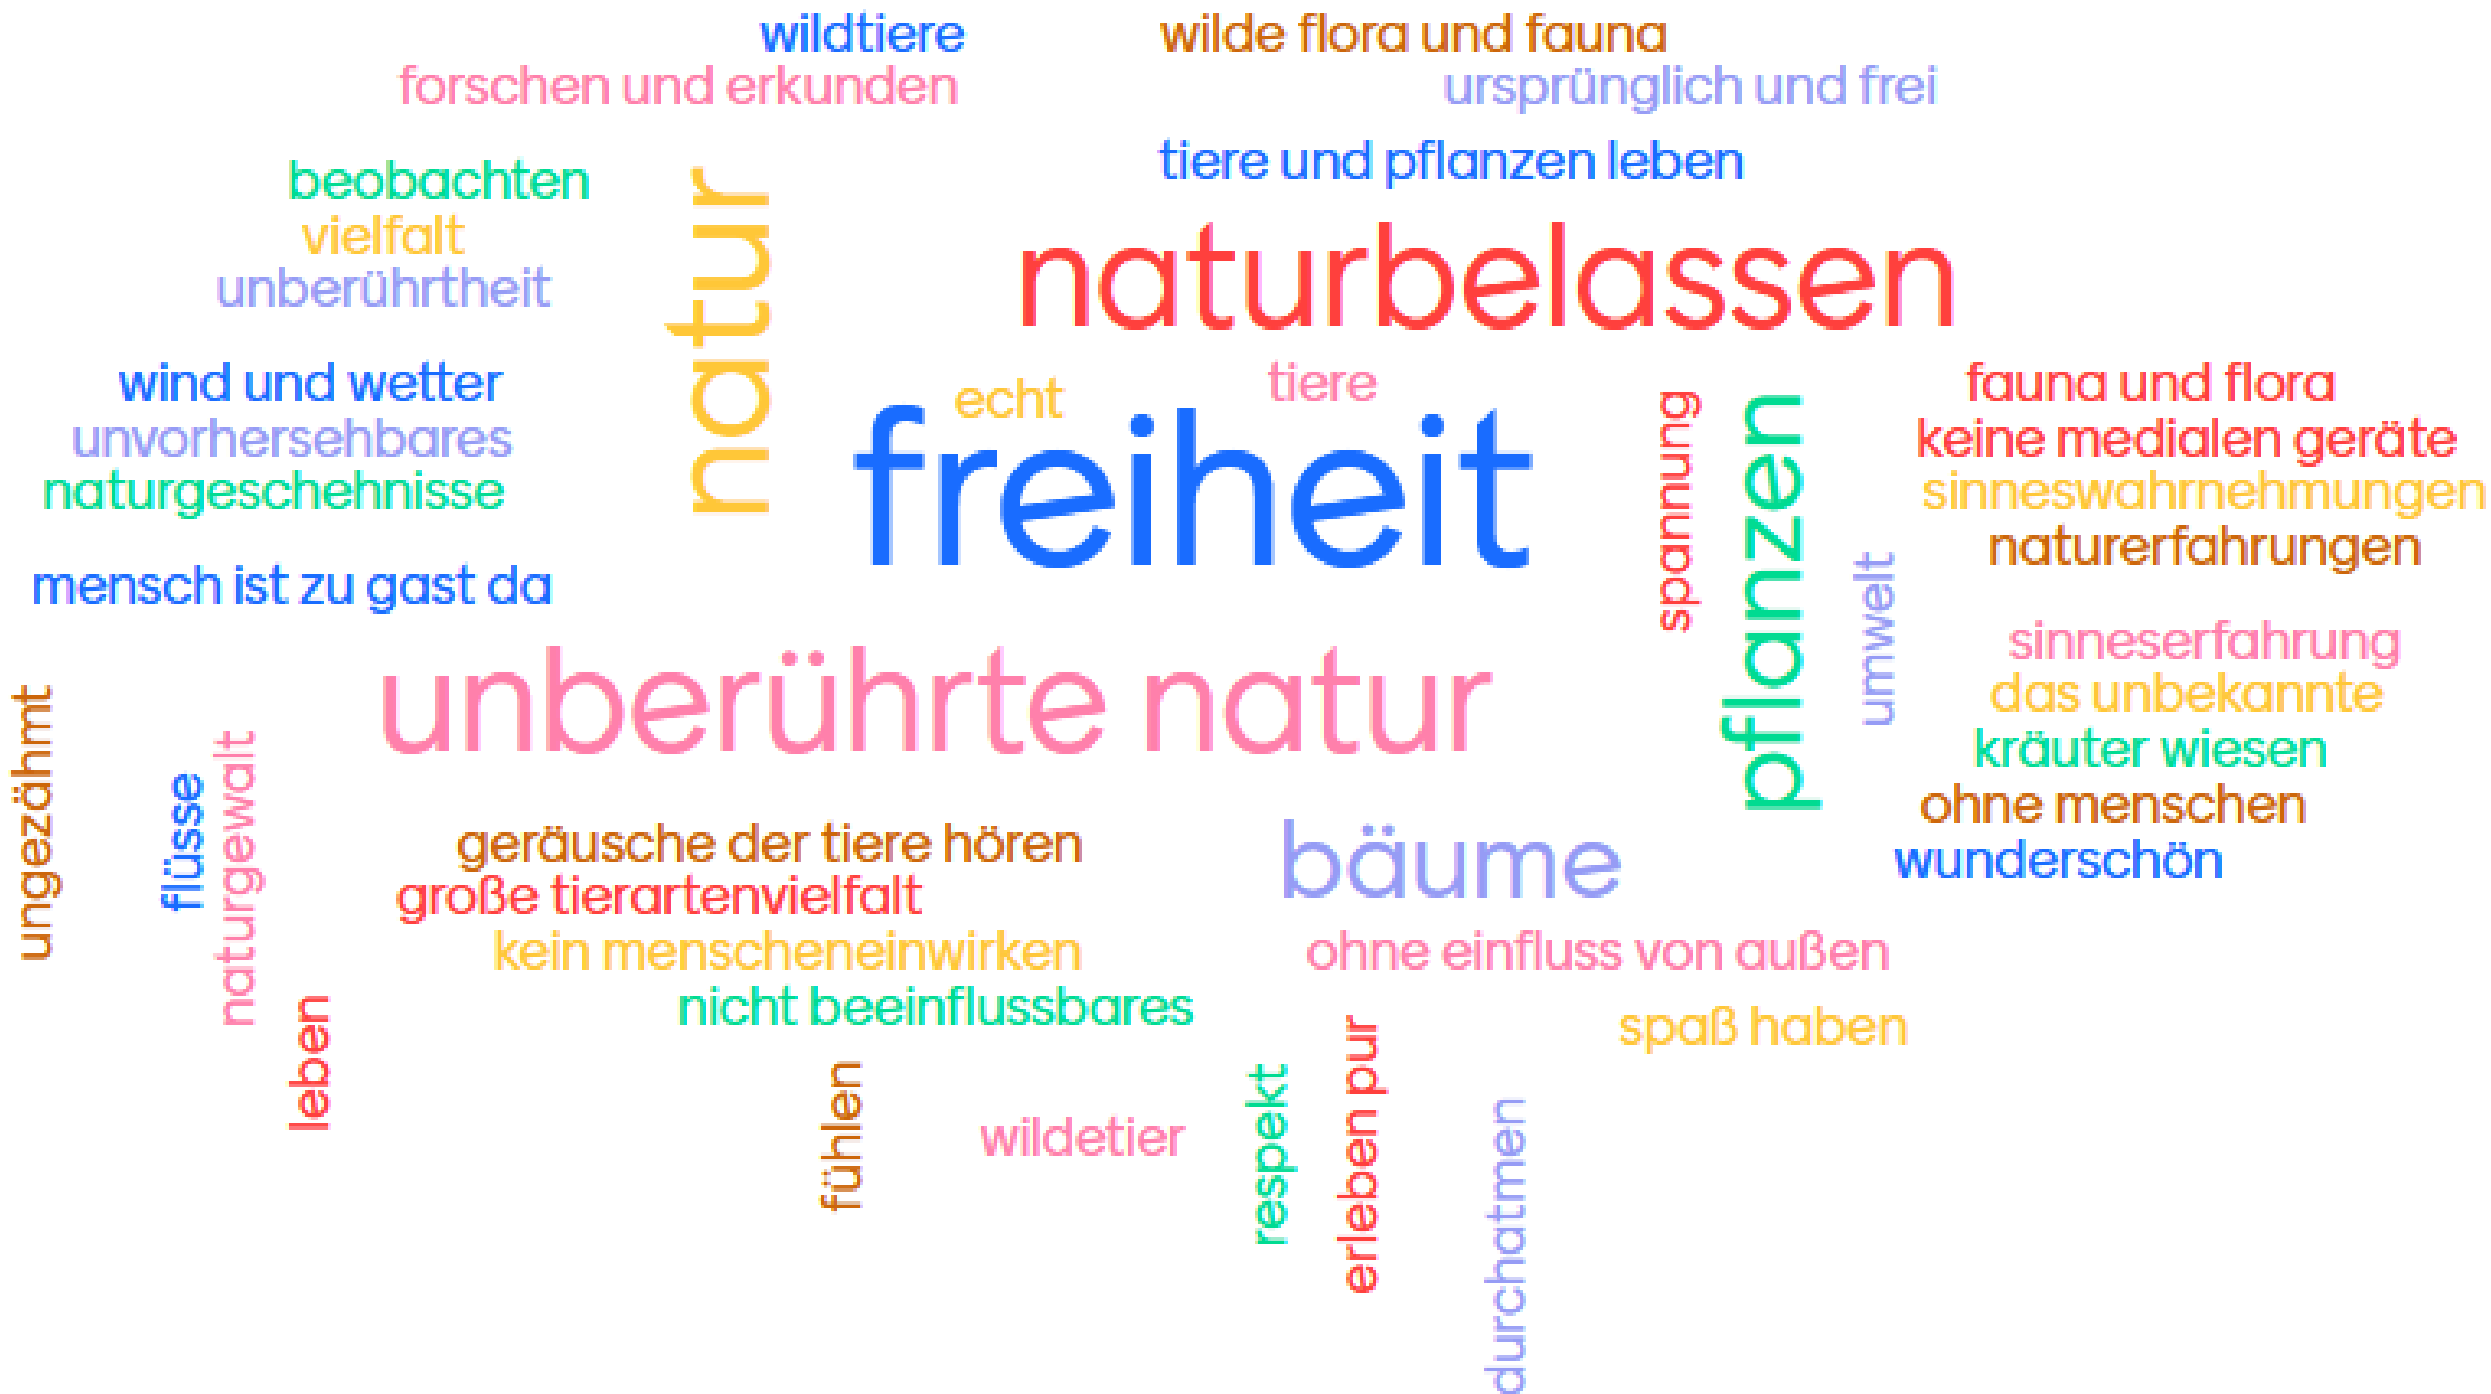 wildtiere
wilde flora und fauna
forschen und erkunden
ursprünglich und frei
tiere und pflanzen leben
beobachten
vielfalt
unberührtheit
natur
naturbelassen
wind und wetter
unvorhersehbares
naturgeschehnisse
echt
tiere
freiheit
spannung
pflanzen
umwelt
fauna und flora
keine medialen geräte
sinneswahrnehmungen
naturerfahrungen
mensch ist zu gast da
unberührte natur
sinneserfahrung
das unbekannte
kräuter wiesen
ohne menschen
wunderschön
ungezähmt
flüsse
naturgewalt
leben
geräusche der tiere hören
große tierartenvielfalt
kein menscheneinwirken
nicht beeinflussbares
bäume
ohne einfluss von außen
spaß haben
fühlen
wildetier
respekt
erleben pur
durchatmen